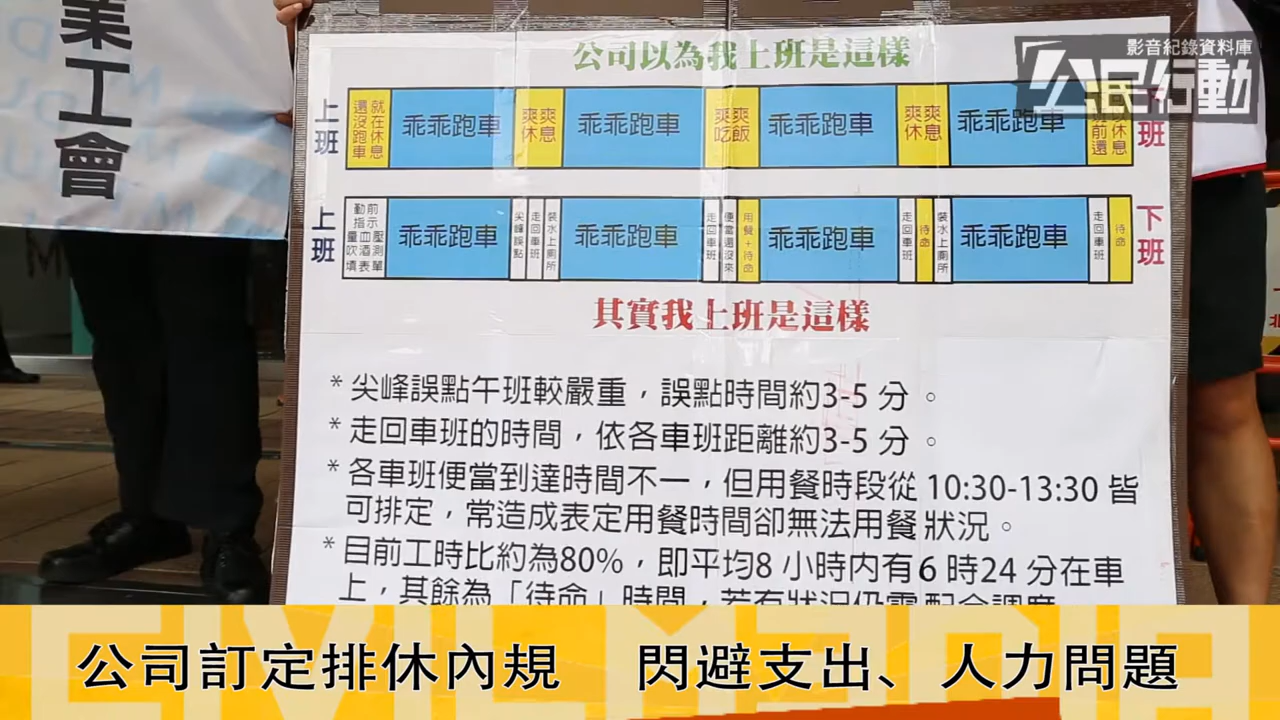 業工會
影音紀錄資料庫
公民行動
公司以為我上班是這樣
上班
還沒跑車
就在休息
乖乖跑車
爽爽
休息
乖乖跑車
爽爽
吃飯
乖乖跑車
爽爽
休息
乖乖跑車
班前還
以休息
下班
上班
勤前
指示
量血壓
吹酒測
填表單
乖乖跑車
尖峰誤點
走回車班
裝水上廁所
乖乖跑車
走回車班
便當還沒來
用餐+待命
乖乖跑車
走回車班
待命
裝水上廁所
乖乖跑車
走回車班
待命
下班
其實我上班是這樣
* 尖峰誤點午班較嚴重，誤點時間約3-5 分。
* 走回車班的時間，依各車班距離約3-5 分。
* 各車班便當到達時間不一，但用餐時段從 10:30-13:30 皆
可排定，常造成表定用餐時間卻無法用餐狀況。
* 目前工時比約為80%，即平均8 小時內有6 時24 分在車
上，其餘為「待命」時間，若有狀況仍需配合調度
公司訂定排休內規 閃避支出、人力問題